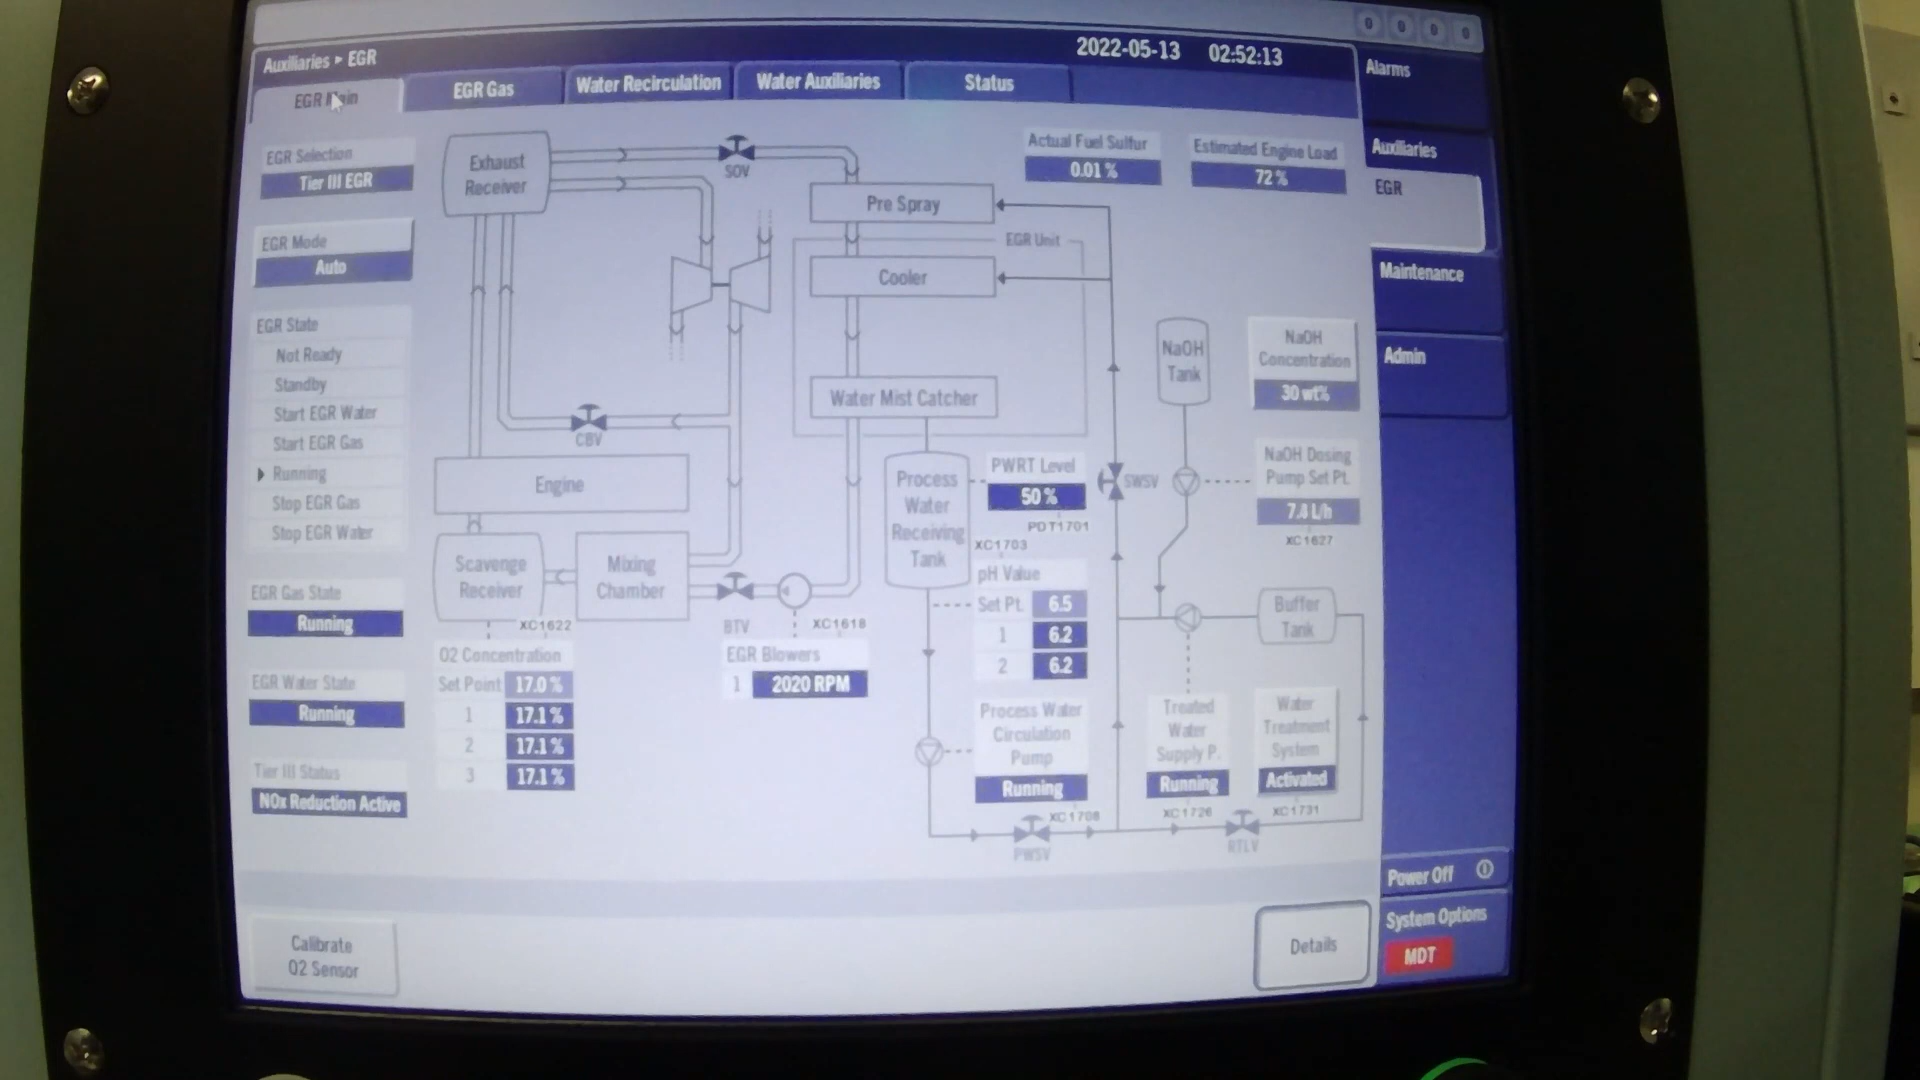 0 0 0 0
Auxiliaries ▸ EGR
2022-05-13 02:52:13
EGR Main
EGR Gas
Water Recirculation
Water Auxiliaries
Status
Alarms
Auxiliaries
EGR
Maintenance
Admin
EGR Selection
Tier III EGR
EGR Mode
Auto
EGR State
Not Ready
Standby
Start EGR Water
Start EGR Gas
Running
Stop EGR Gas
Stop EGR Water
EGR Gas State
Running
EGR Water State
Running
Tier III Status
NOx Reduction Active
Exhaust
Receiver
SOV
Actual Fuel Sulfur
0.01 %
Estimated Engine Load
72 %
Pre Spray
EGR Unit
Cooler
Water Mist Catcher
CBV
Engine
Scavenge
Receiver
Mixing
Chamber
BTV
XC1622
XC1618
O2 Concentration
Set Point 17.0 %
1 17.1 %
2 17.1 %
3 17.1 %
EGR Blowers
1 2020 RPM
Process
Water
Receiving
Tank
PWRT Level
50 %
PDT1701
XC1703
pH Value
Set Pt. 6.5
1 6.2
2 6.2
SWSV
NaOH
Tank
NaOH
Concentration
30 wt%
NaOH Dosing
Pump Set Pt.
7.4 L/h
XC1627
Buffer
Tank
Process Water
Circulation
Pump
Running
XC1708
PWSV
Treated
Water
Supply P.
Running
XC1726
Water
Treatment
System
Activated
XC1731
RTLV
Calibrate
O2 Sensor
Details
Power Off
System Options
MDT